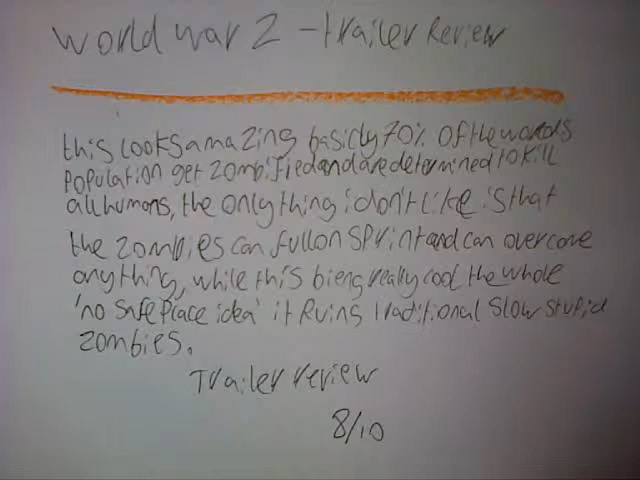 World war Z - trailer Review
this looks amazing basicly 70% of the worlds
population get zombified and are determined to kill
all humans, the only thing i don't like is that
the zombies can full on sprint and can over come
anything, while this bieng really cool the whole
'no safe place idea' it Ruins traditional slow stupid
zombies.
Trailer review
8/10